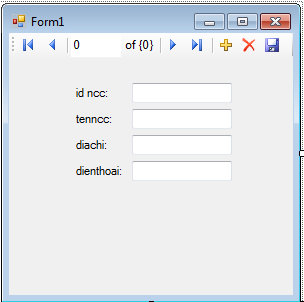 Form1
0 of {0}
id ncc:
tenncc:
diachi:
dienthoai: